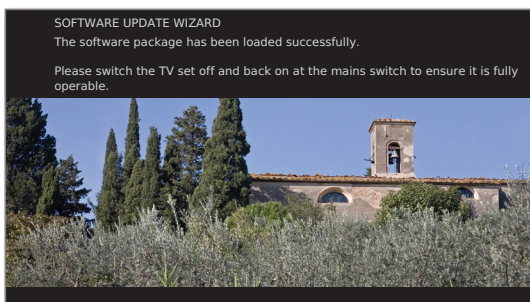 SOFTWARE UPDATE WIZARD
The software package has been loaded successfully.
Please switch the TV set off and back on at the mains switch to ensure it is fully
operable.